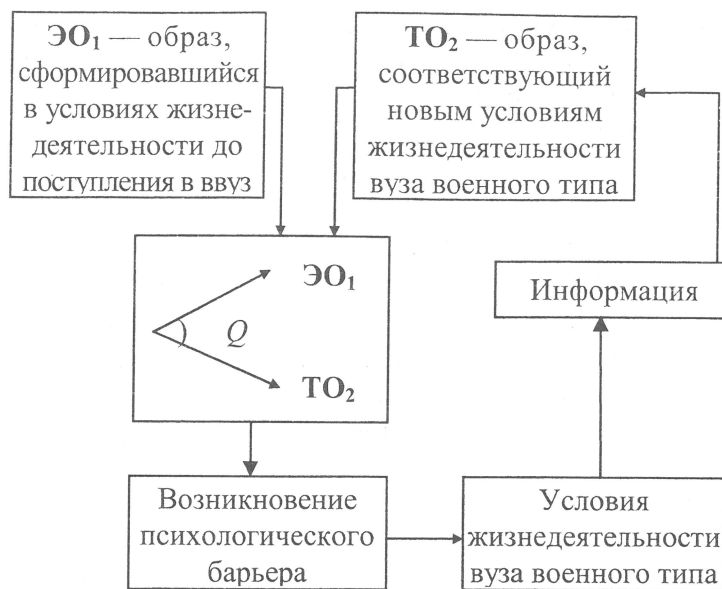 ЭО₁ — образ,
сформировавшийся
в условиях жизне-
деятельности до
поступления в ввуз
ТО₂ — образ,
соответствующий
новым условиям
жизнедеятельности
вуза военного типа
ЭО₁
Q
ТО₂
Информация
Возникновение
психологического
барьера
Условия
жизнедеятельности
вуза военного типа